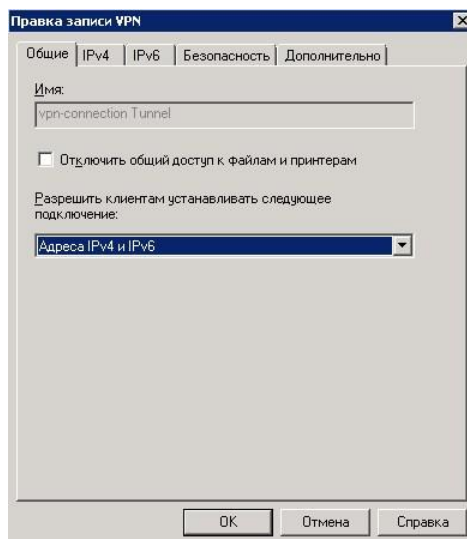 Правка записи VPN
Общие IPv4 IPv6 Безопасность Дополнительно
Имя:
vpn-connection Tunnel
Отключить общий доступ к файлам и принтерам
Разрешить клиентам устанавливать следующее
подключение:
Адреса IPv4 и IPv6
OK Отмена Справка